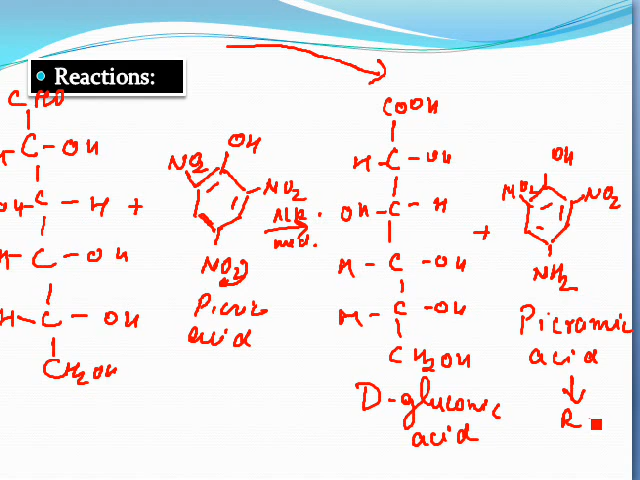 Reactions:
CHO
H-C-OH
OH-C-H
H-C-OH
H-C-OH
CH2OH
+
OH
NO2
NO2
NO2
Picric
acid
Alk.
med.
COOH
H-C-OH
OH-C-H
H-C-OH
H-C-OH
CH2OH
D-gluconic
acid
+
OH
NO2
NO2
NH2
Picramic
acid
R